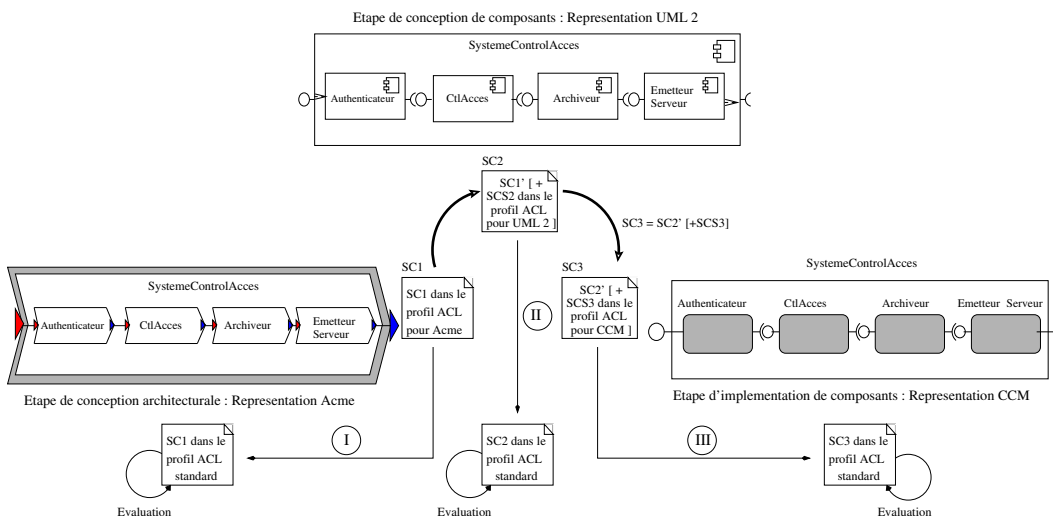 Etape de conception de composants : Representation UML 2
SystemeControlAcces
Authenticateur
CtlAcces
Archiveur
Emetteur
Serveur
SC2
SC1' [ +
SCS2 dans le
profil ACL
pour UML 2 ]
SC3 = SC2' [+SCS3]
SC1
SC1 dans le
profil ACL
pour Acme
SC3
SC2' [ +
SCS3 dans le
profil ACL
pour CCM ]
II
SystemeControlAcces
Authenticateur
CtlAcces
Archiveur
Emetteur
Serveur
Etape de conception architecturale : Representation Acme
SystemeControlAcces
Authenticateur
CtlAcces
Archiveur
Emetteur Serveur
Etape d'implementation de composants : Representation CCM
SC1 dans le
profil ACL
standard
Evaluation
I
SC2 dans le
profil ACL
standard
Evaluation
III
SC3 dans le
profil ACL
standard
Evaluation